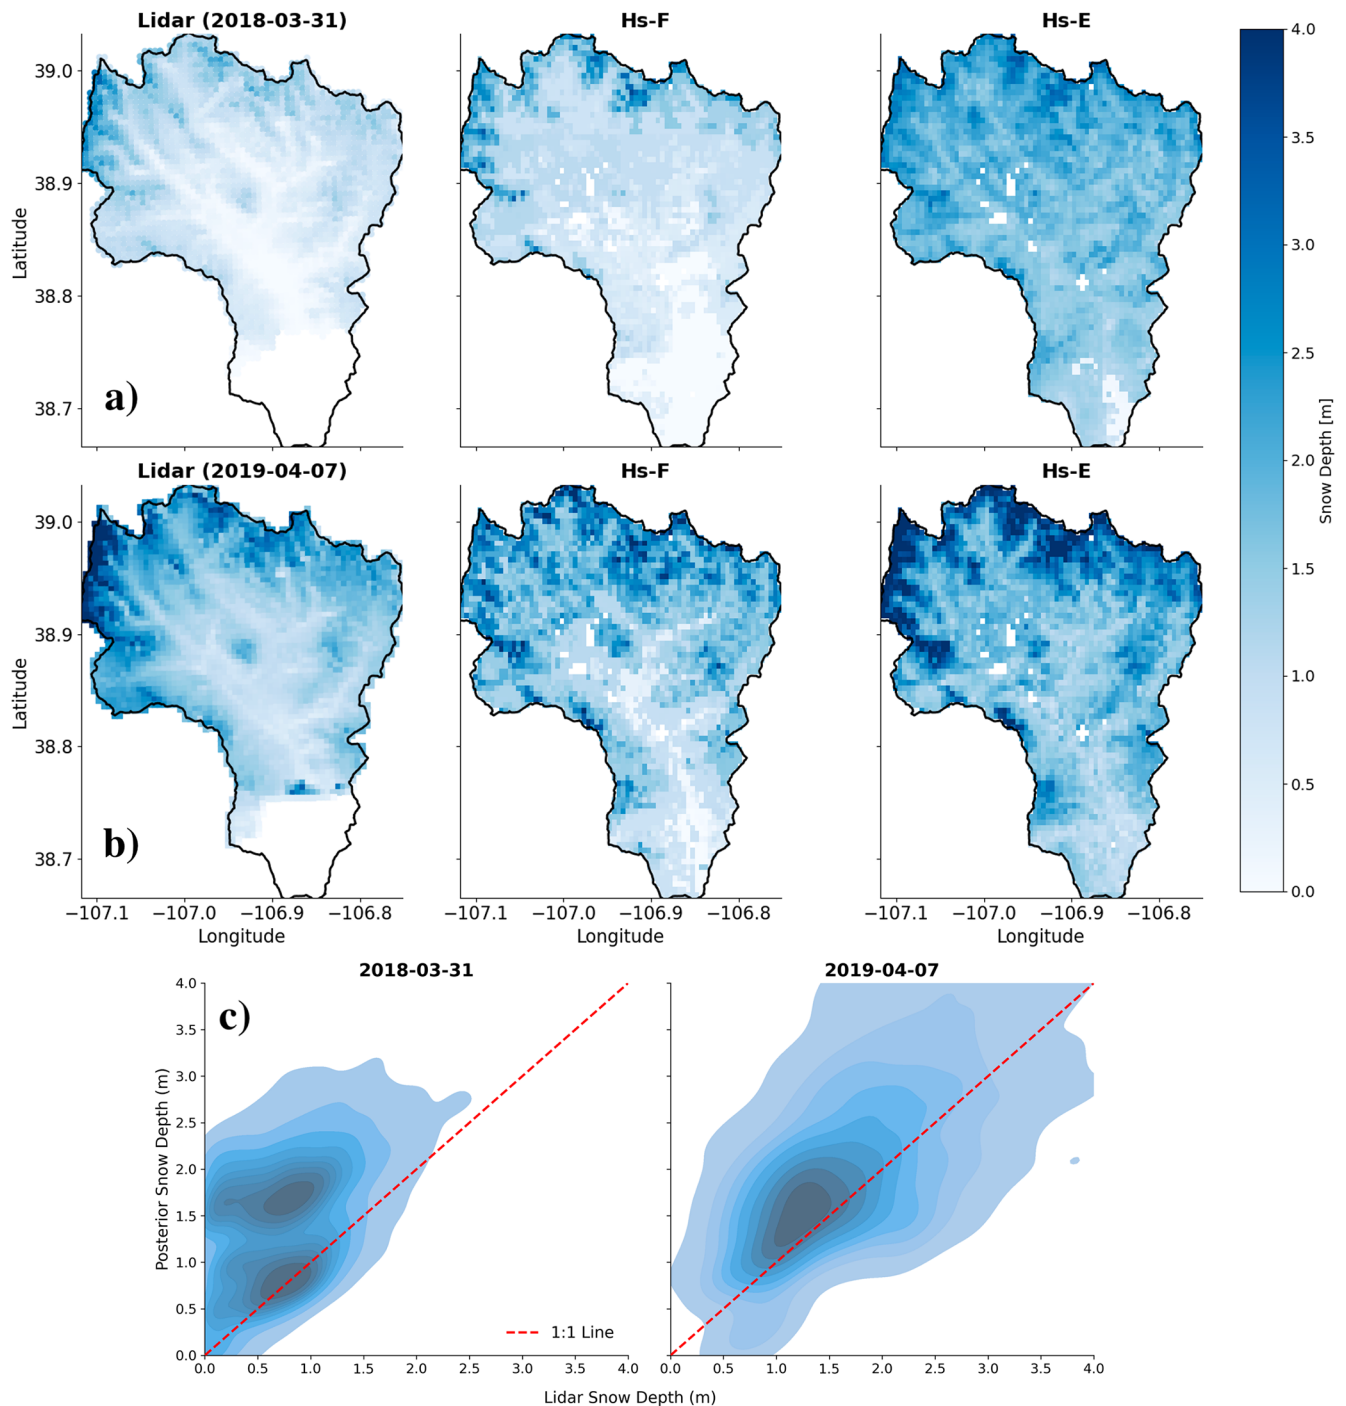 Lidar (2018-03-31)
Hs-F
Hs-E
39.0
38.9
38.8
38.7
Latitude
a)
Lidar (2019-04-07)
Hs-F
Hs-E
39.0
38.9
38.8
38.7
Latitude
b)
−107.1 −107.0 −106.9 −106.8
Longitude
−107.1 −107.0 −106.9 −106.8
Longitude
−107.1 −107.0 −106.9 −106.8
Longitude
4.0
3.5
3.0
2.5
2.0
1.5
1.0
0.5
0.0
Snow Depth [m]
2018-03-31
c)
4.0
3.5
3.0
2.5
2.0
1.5
1.0
0.5
0.0
Posterior Snow Depth (m)
1:1 Line
0.0 0.5 1.0 1.5 2.0 2.5 3.0 3.5 4.0
2019-04-07
0.0 0.5 1.0 1.5 2.0 2.5 3.0 3.5 4.0
Lidar Snow Depth (m)